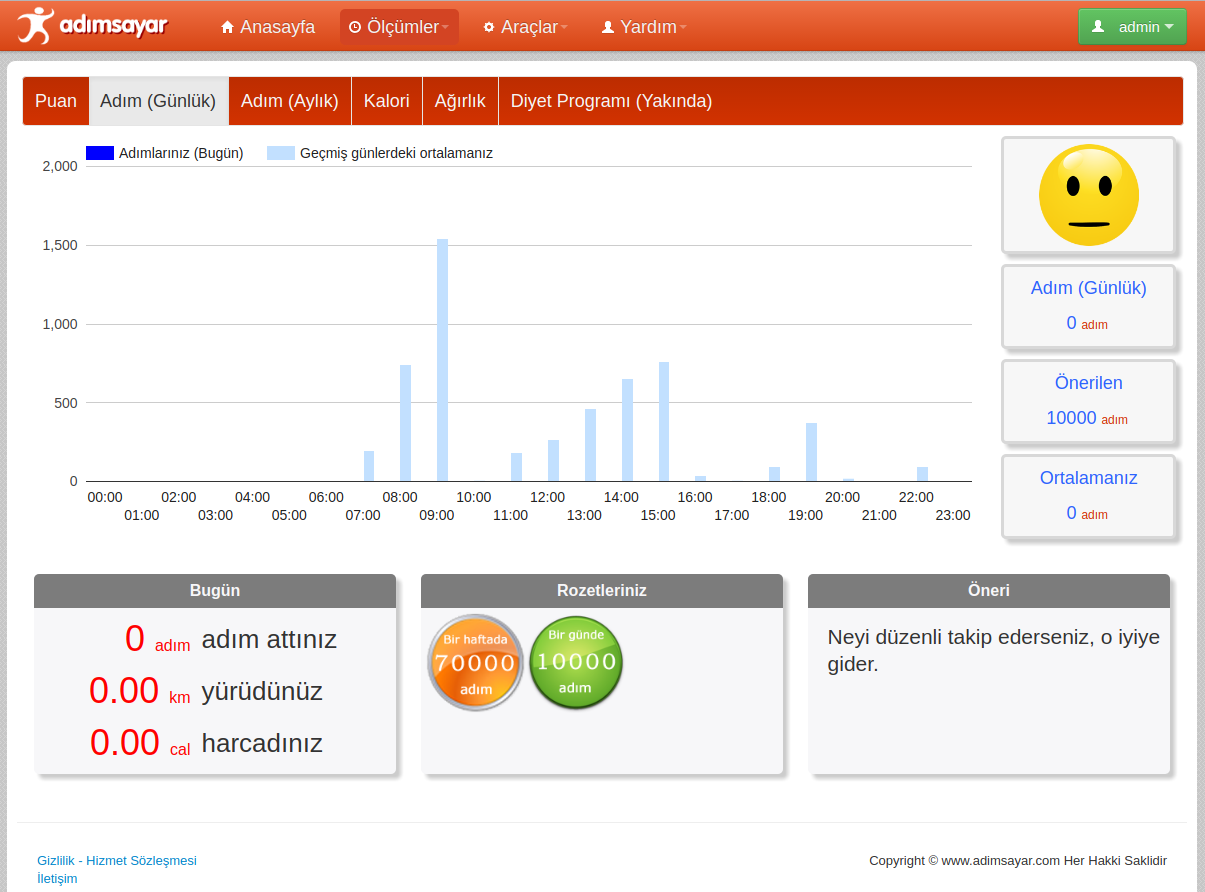 adımsayar Anasayfa Ölçümler Araçlar Yardım admin
Puan Adım (Günlük) Adım (Aylık) Kalori Ağırlık Diyet Programı (Yakında)
Adımlarınız (Bugün) Geçmiş günlerdeki ortalamanız
2,000
1,500
1,000
500
0
00:00 02:00 04:00 06:00 08:00 10:00 12:00 14:00 16:00 18:00 20:00 22:00
01:00 03:00 05:00 07:00 09:00 11:00 13:00 15:00 17:00 19:00 21:00 23:00
Adım (Günlük)
0 adım
Önerilen
10000 adım
Ortalamanız
0 adım
Bugün
0 adım adım attınız
0.00 km yürüdünüz
0.00 cal harcadınız
Rozetleriniz
Bir haftada
70000
adım
Bir günde
10000
adım
Öneri
Neyi düzenli takip ederseniz, o iyiye
gider.
Gizlilik - Hizmet Sözleşmesi
İletişim
Copyright © www.adimsayar.com Her Hakki Saklidir